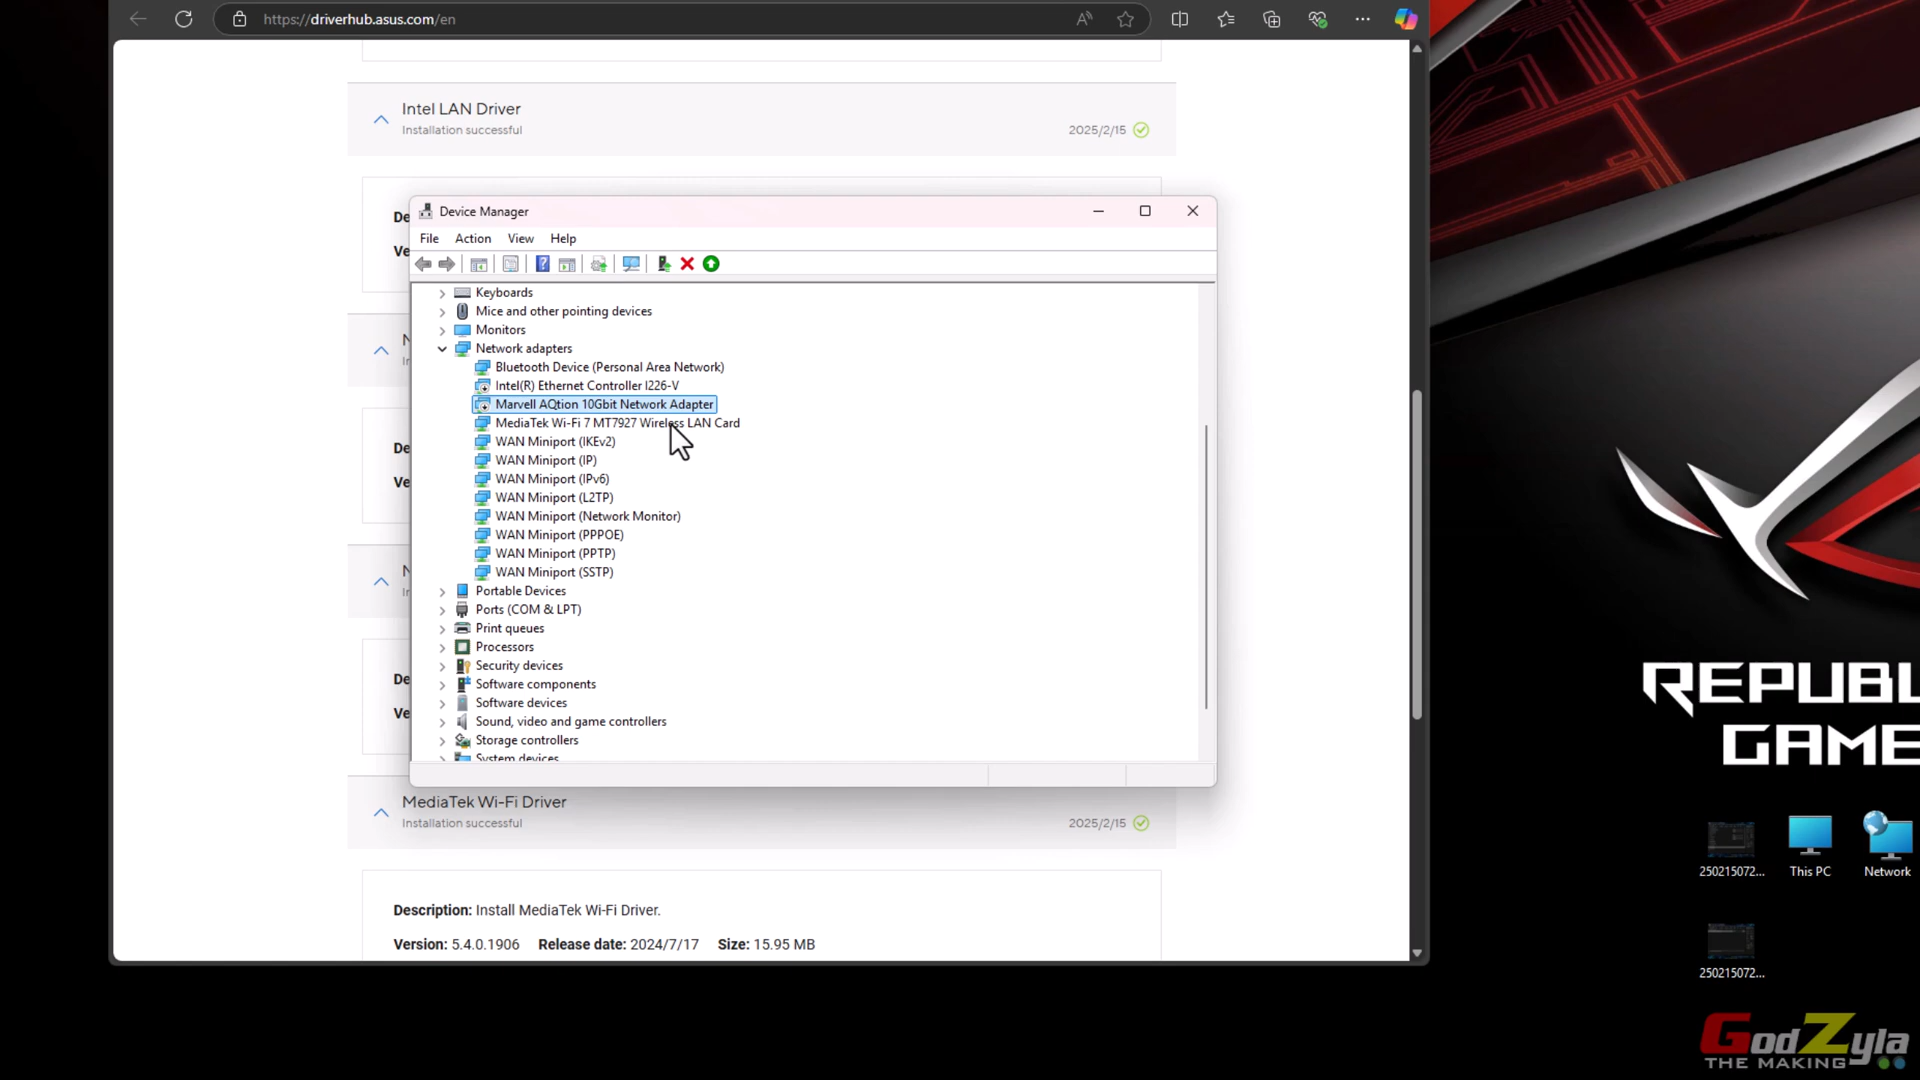 https://driverhub.asus.com/en
Intel LAN Driver
Installation successful
2025/2/15
De
Ve
Device Manager
File Action View Help
Keyboards
Mice and other pointing devices
Monitors
Network adapters
Bluetooth Device (Personal Area Network)
Intel(R) Ethernet Controller I226-V
Marvell AQtion 10Gbit Network Adapter
MediaTek Wi-Fi 7 MT7927 Wireless LAN Card
WAN Miniport (IKEv2)
WAN Miniport (IP)
WAN Miniport (IPv6)
WAN Miniport (L2TP)
WAN Miniport (Network Monitor)
WAN Miniport (PPPOE)
WAN Miniport (PPTP)
WAN Miniport (SSTP)
Portable Devices
Ports (COM & LPT)
Print queues
Processors
Security devices
Software components
Software devices
Sound, video and game controllers
Storage controllers
System devices
N
De
Ve
N
De
Ve
MediaTek Wi-Fi Driver
Installation successful
2025/2/15
Description: Install MediaTek Wi-Fi Driver.
Version: 5.4.0.1906 Release date: 2024/7/17 Size: 15.95 MB
REPUBL
GAME
250215072...
This PC
Network
250215072...
GodZyla
THE MAKING